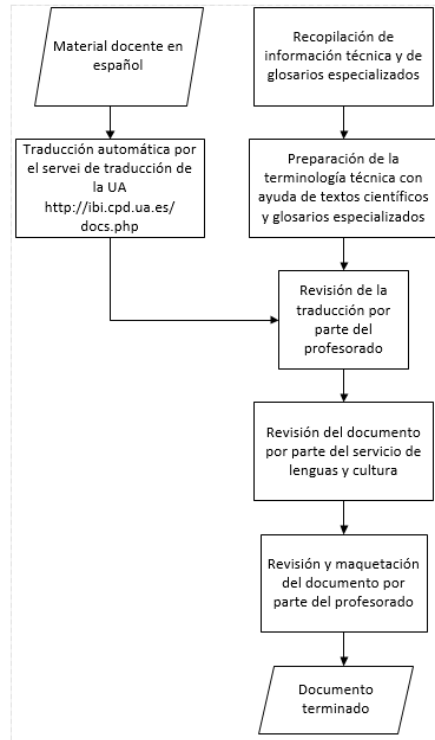 Material docente en
español
Recopilación de
información técnica y de
glosarios especializados
Traducción automática por
el servei de traducción de
la UA
http://ibi.cpd.ua.es/
docs.php
Preparación de la
terminología técnica con
ayuda de textos científicos
y glosarios especializados
Revisión de la
traducción por
parte del
profesorado
Revisión del documento
por parte del servicio de
lenguas y cultura
Revisión y maquetación
del documento por
parte del profesorado
Documento
terminado